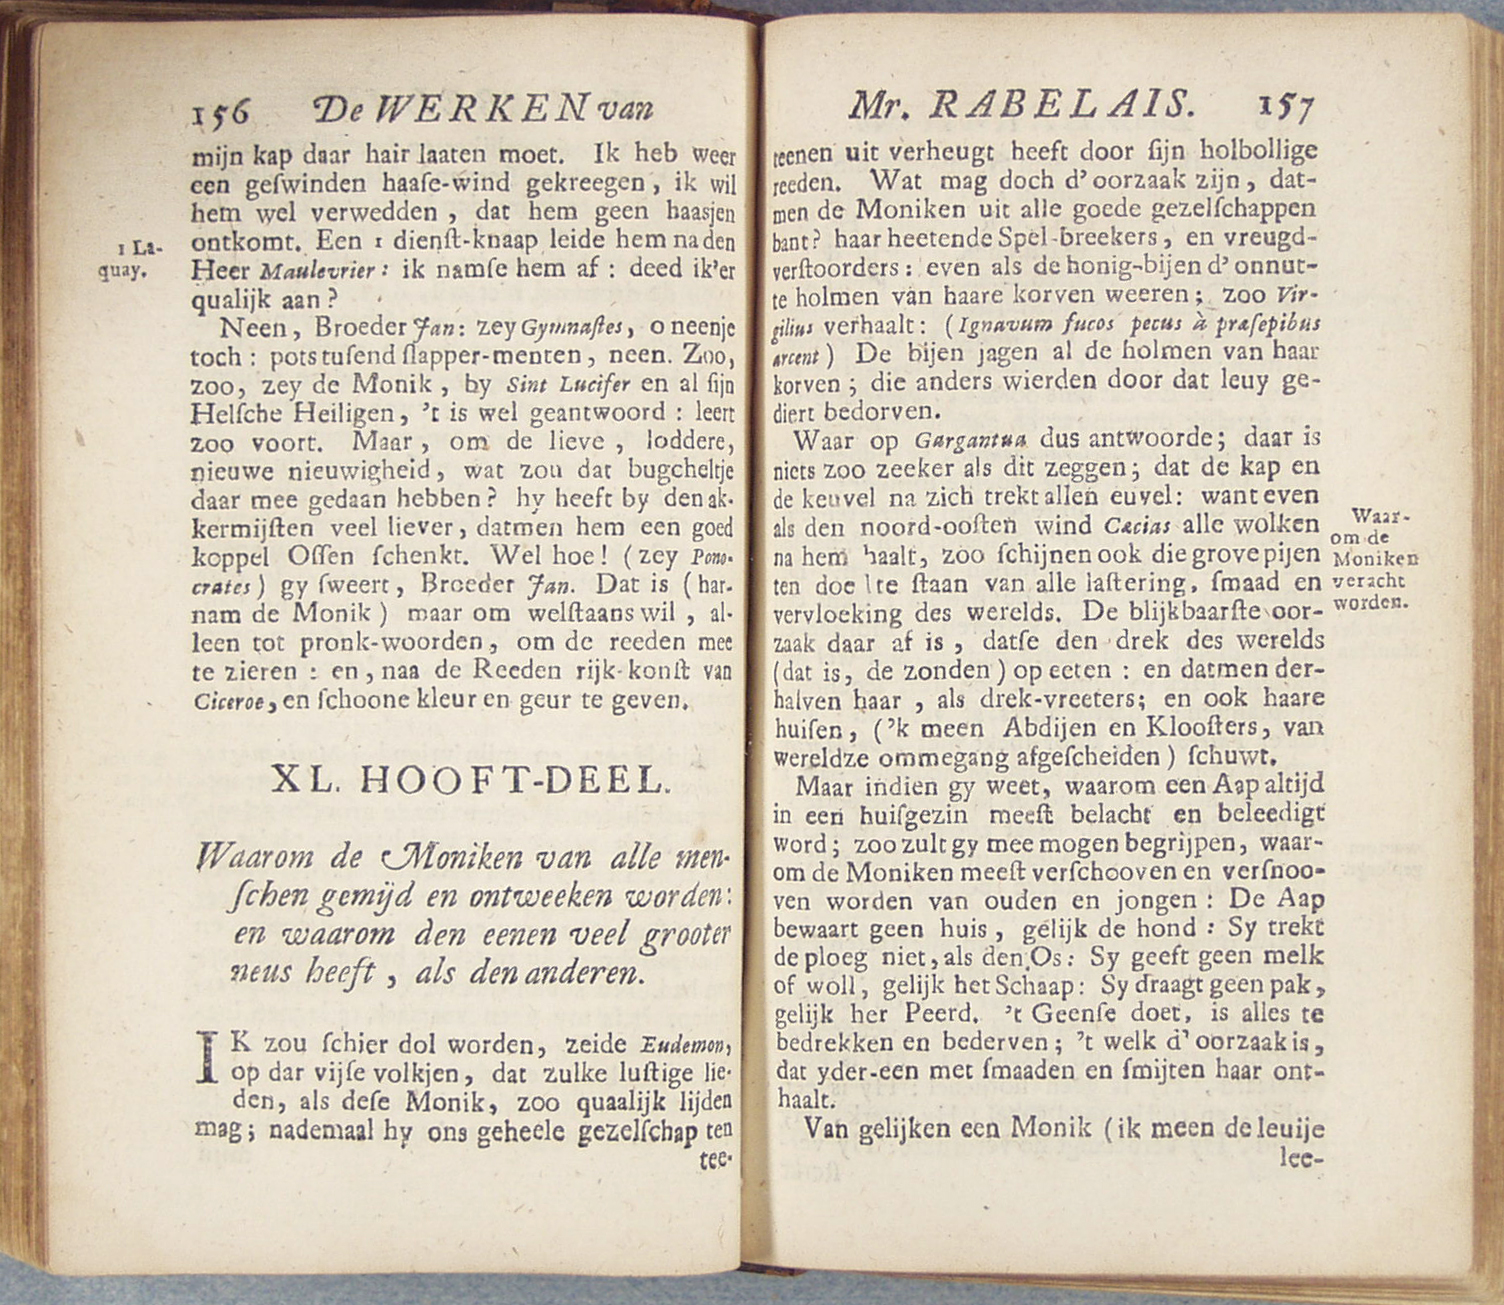 156 De WERKEN van
mijn kap daar hair laaten moet. Ik heb weer
een geſwinden haaſe-wind gekreegen, ik wil
hem wel verwedden, dat hem geen haasjen
ontkomt. Een 1 dienſt-knaap leide hem na den
Heer Maulevrier: ik namſe hem af: deed ik'er
qualijk aan?
1 La-
quay.
Neen, Broeder Jan: zey Gymnaſtes, o neenje
toch: pots tuſend ſlapper-menten, neen. Zoo,
zoo, zey de Monik, by Sint Lucifer en al ſijn
Helſche Heiligen, 't is wel geantwoord: leert
zoo voort. Maar, om de lieve, loddere,
nieuwe nieuwigheid, wat zou dat bugcheltje
daar mee gedaan hebben? hy heeft by den ak-
kermijſten veel liever, datmen hem een goed
koppel Oſſen ſchenkt. Wel hoe! (zey Pono-
crates) gy ſweert, Broeder Jan. Dat is (har-
nam de Monik) maar om welſtaans wil, al-
leen tot pronk-woorden, om de reeden mee
te zieren: en, naa de Reeden rijk-konſt van
Ciceroe, en ſchoone kleur en geur te geven.
XL. HOOFT-DEEL.
Waarom de Moniken van alle men-
ſchen gemijd en ontweeken worden:
en waarom den eenen veel grooter
neus heeft, als den anderen.
IK zou ſchier dol worden, zeide Eudemon,
op dar vijſe volkjen, dat zulke luſtige lie-
den, als deſe Monik, zoo quaalijk lijden
mag; nademaal hy ons geheele gezelſchap ten
tee-
Mr. RABELAIS. 157
teenen uit verheugt heeft door ſijn holbollige
reeden. Wat mag doch d'oorzaak zijn, dat-
men de Moniken uit alle goede gezelſchappen
bant? haar heetende Spel-breekers, en vreugd-
verſtoorders: even als de honig-bijen d'onnut-
te holmen van haare korven weeren; zoo Vir-
gilius verhaalt: (Ignavum fucos pecus à præſepibus
arcent) De bijen jagen al de holmen van haar
korven; die anders wierden door dat leuy ge-
diert bedorven.
Waar op Gargantua dus antwoorde; daar is
niets zoo zeeker als dit zeggen; dat de kap en
de keuvel na zich trekt allen euvel: want even
als den noord-ooſten wind Cæcias alle wolken
na hem haalt, zoo ſchijnen ook die grove pijen
ten doelte ſtaan van alle laſtering, ſmaad en
vervloeking des werelds. De blijkbaarſte oor-
zaak daar af is, datſe den drek des werelds
(dat is, de zonden) op eeten: en datmen der-
halven haar, als drek-vreeters; en ook haare
huiſen, ('k meen Abdijen en Klooſters, van
wereldze ommegang afgeſcheiden) ſchuwt.
Waar-
om de
Moniken
veracht
worden.
Maar indien gy weet, waarom een Aap altijd
in een huiſgezin meeſt belacht en beleedigt
word; zoo zult gy mee mogen begrijpen, waar-
om de Moniken meeſt verſchooven en verſnoo-
ven worden van ouden en jongen: De Aap
bewaart geen huis, gelijk de hond: Sy trekt
de ploeg niet, als den Os: Sy geeft geen melk
of woll, gelijk het Schaap: Sy draagt geen pak,
gelijk her Peerd. 't Geenſe doet, is alles te
bedrekken en bederven; 't welk d'oorzaak is,
dat yder-een met ſmaaden en ſmijten haar ont-
haalt.
Van gelijken een Monik (ik meen de leuije
lee-